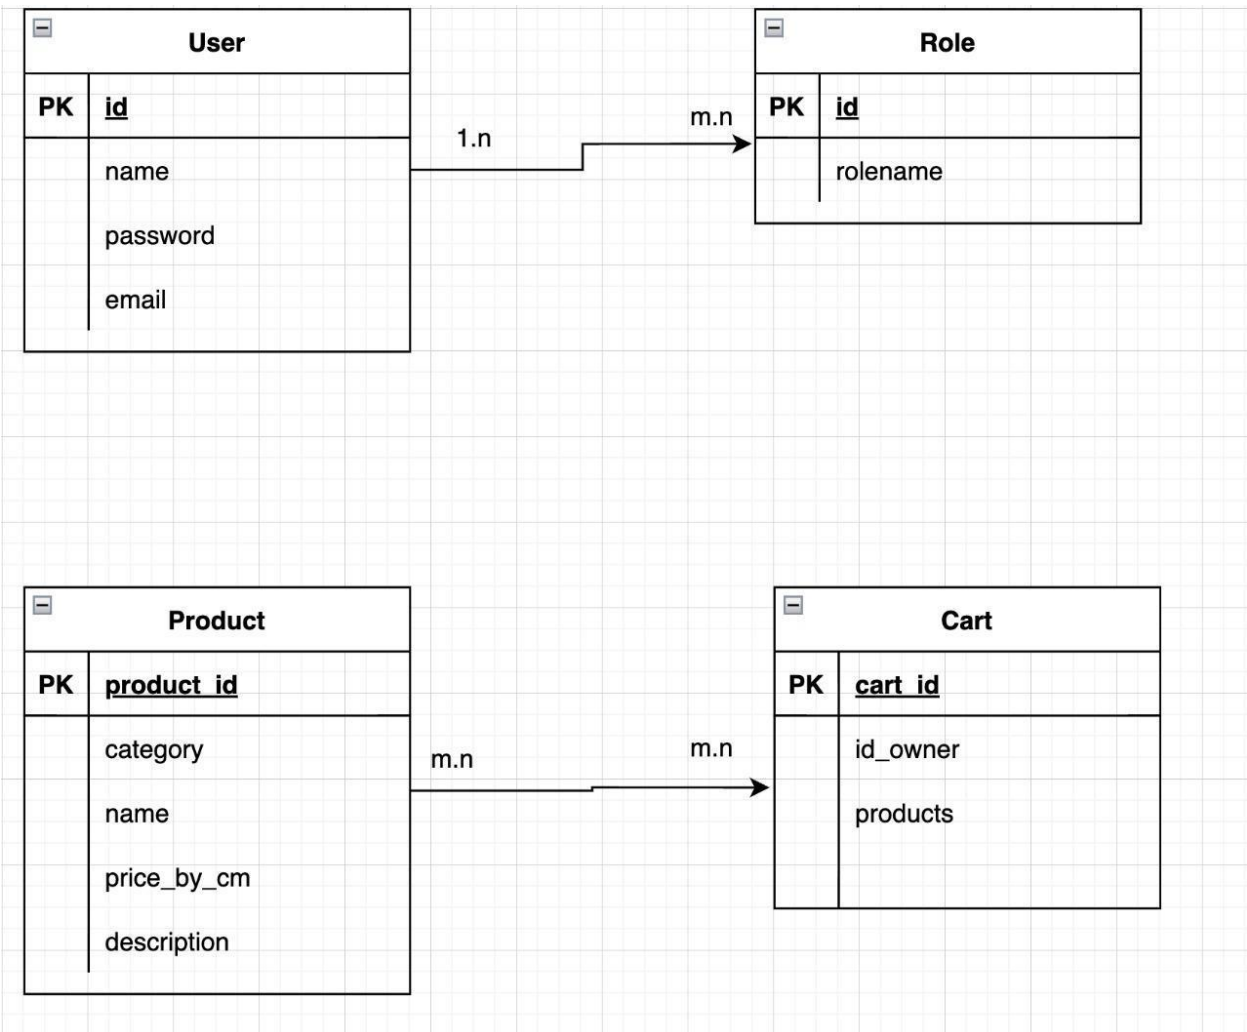 User
PK id
name
password
email
1.n
m.n
Role
PK id
rolename
Product
PK product_id
category
name
price_by_cm
description
m.n
m.n
Cart
PK cart_id
id_owner
products